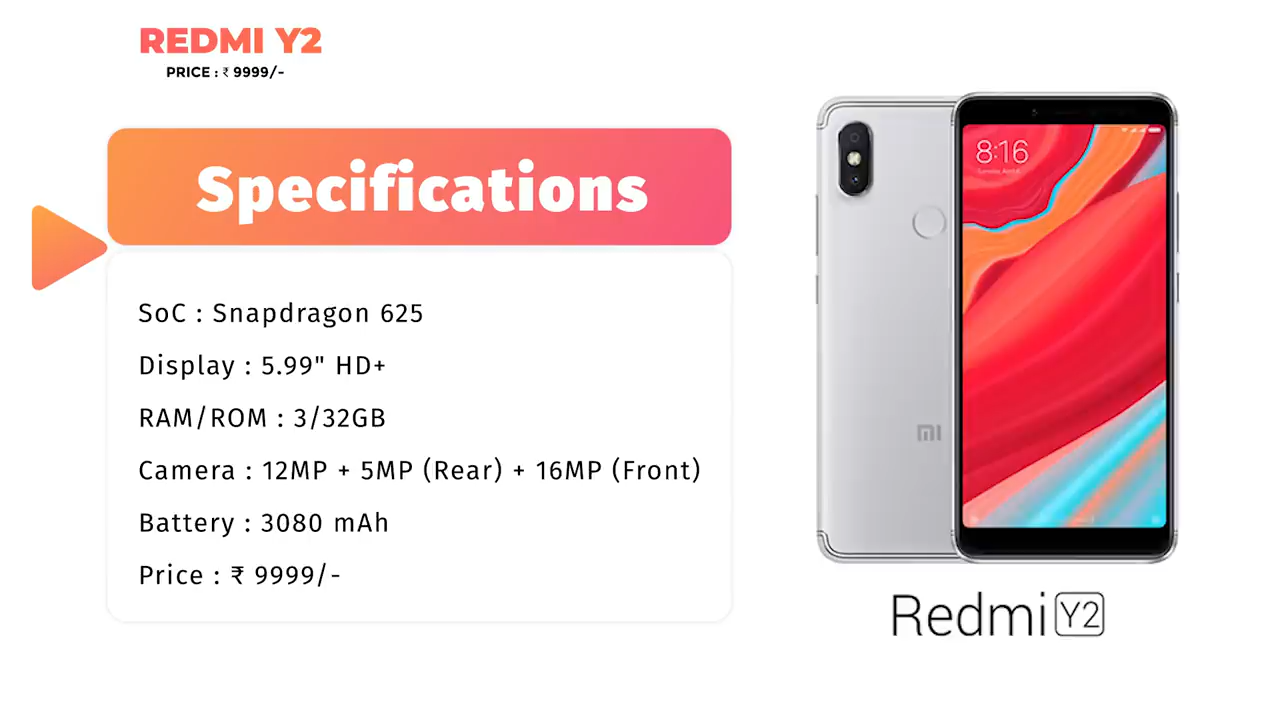 REDMI Y2
PRICE : ₹ 9999/-
Specifications
SoC : Snapdragon 625
Display : 5.99" HD+
RAM/ROM : 3/32GB
Camera : 12MP + 5MP (Rear) + 16MP (Front)
Battery : 3080 mAh
Price : ₹ 9999/-
8:16
MI
Redmi Y2